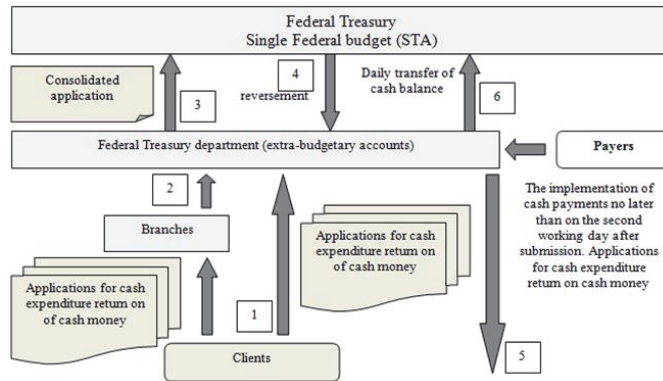 Federal Treasury
Single Federal budget (STA)
Consolidated
application
3
4
reversement
Daily transfer of
cash balance
6
Federal Treasury department (extra-budgetary accounts)
Payers
2
Branches
Applications for cash
expenditure return on
of cash money
1
Applications for cash
expenditure return on
of cash money
The implementation of
cash payments no later
than on the second
working day after
submission. Applications
for cash expenditure
return on cash money
Clients
5